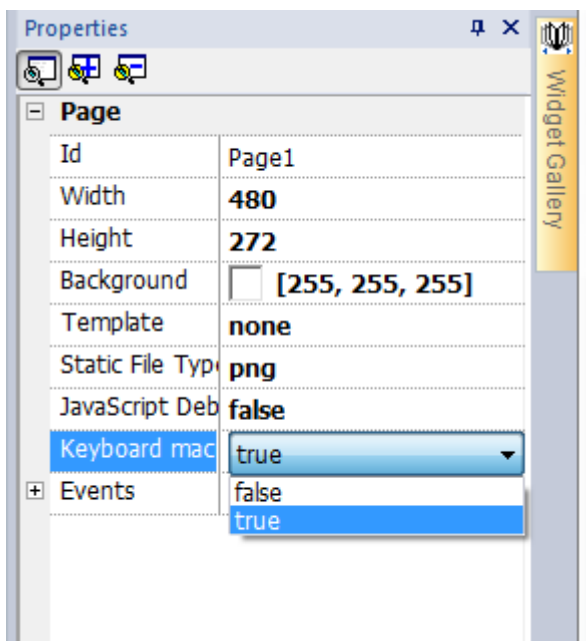 Properties
Page
Id Page1
Width 480
Height 272
Background [255, 255, 255]
Template none
Static File Typ png
JavaScript Deb false
Keyboard mac true
Events false
true
Widget Gallery